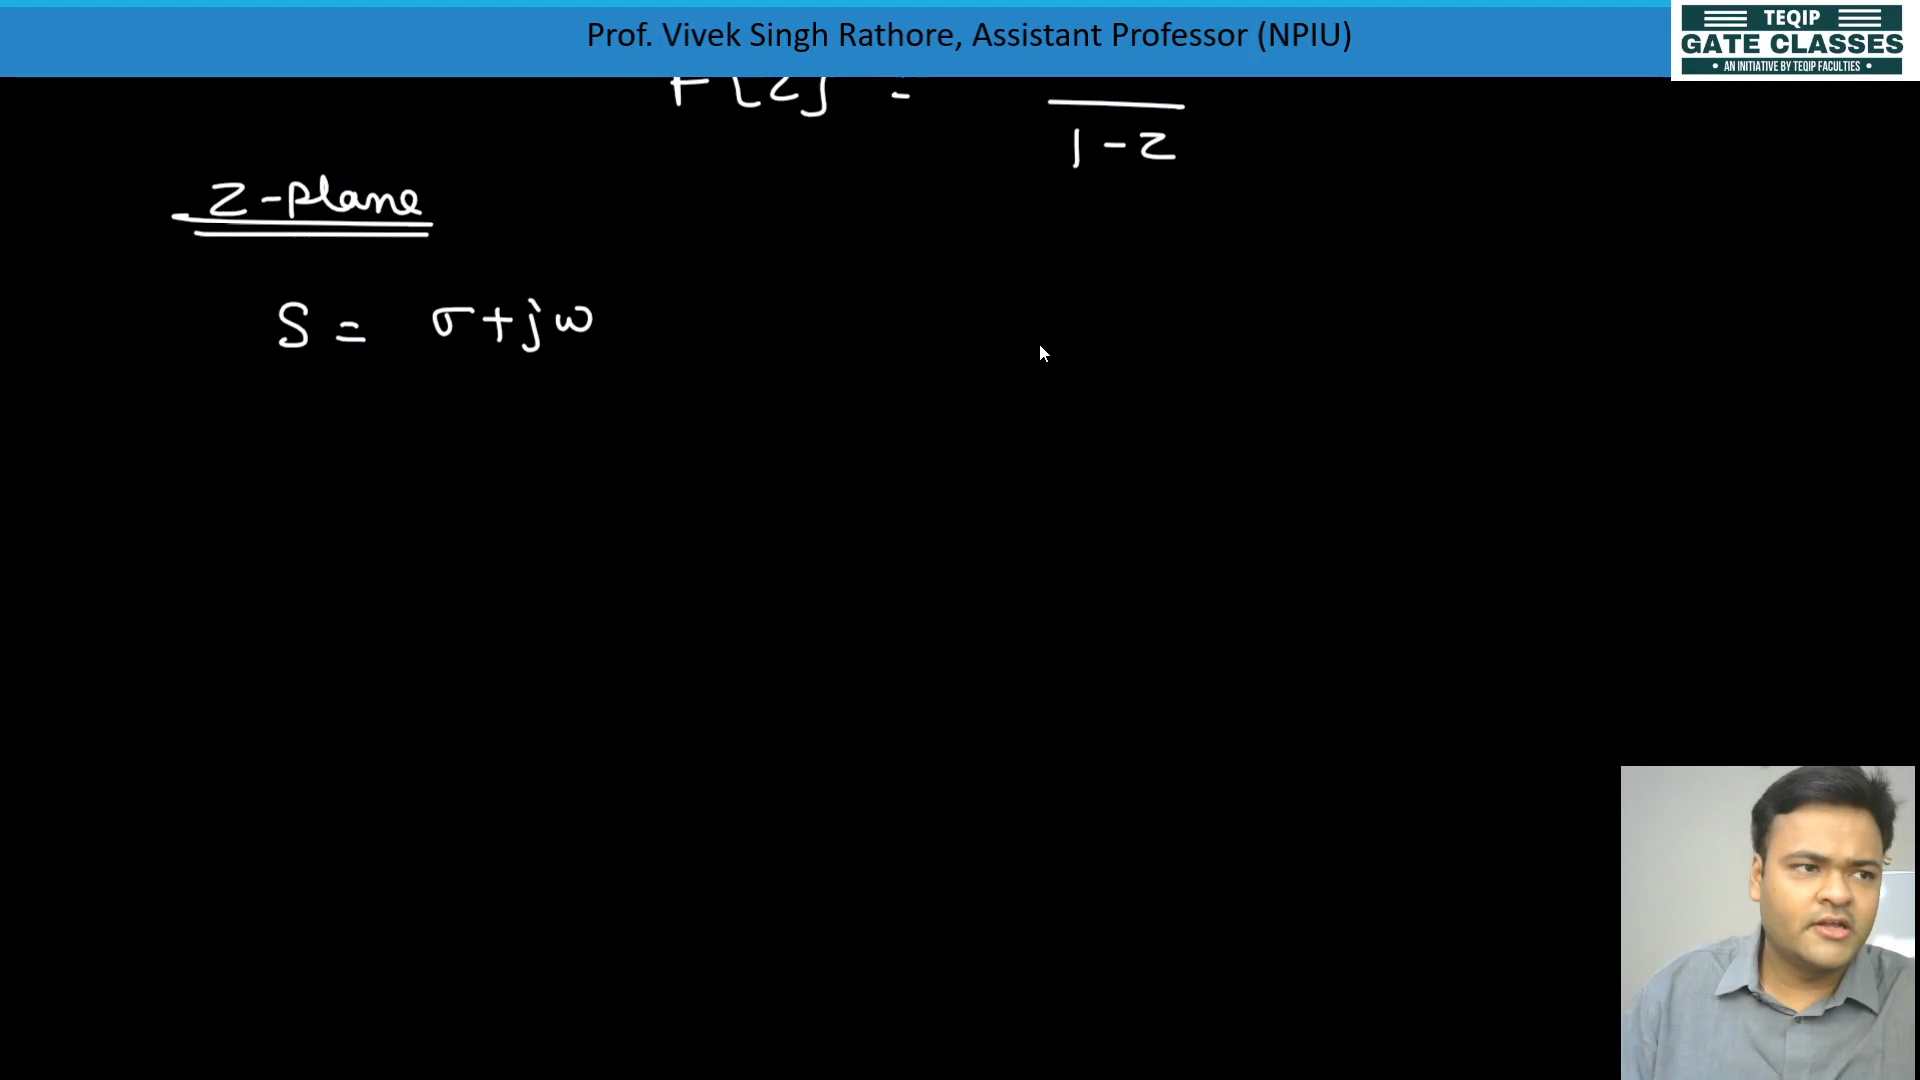 Prof. Vivek Singh Rathore, Assistant Professor (NPIU)
TEQIP
GATE CLASSES
• AN INITIATIVE BY TEQIP FACULTIES •
F[z] =
1-z
z-plane
S = σ+jω